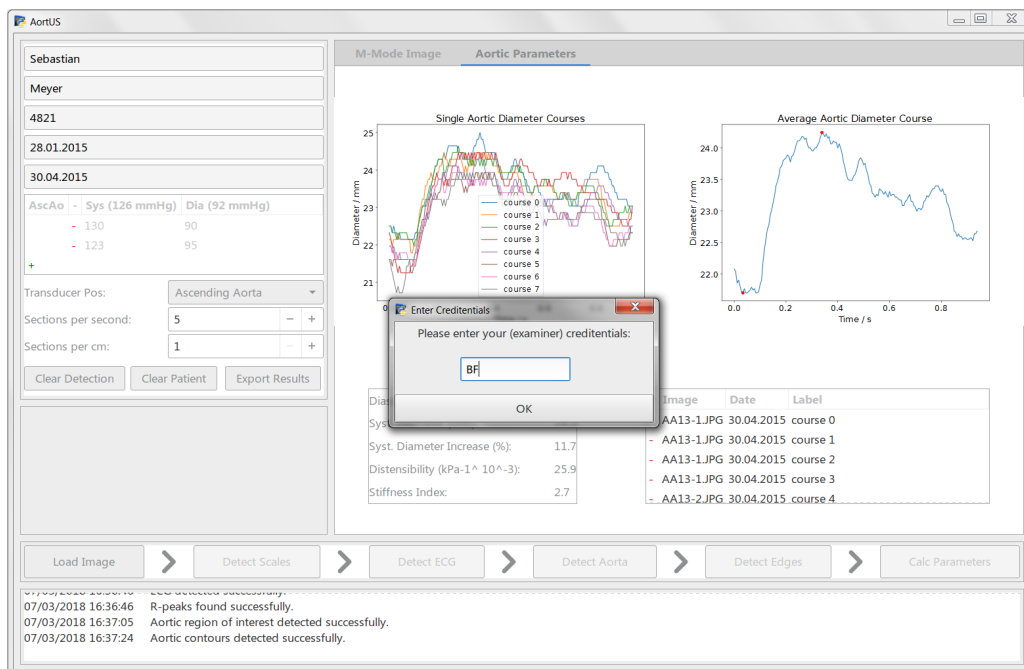 AortUS
Sebastian
Meyer
4821
28.01.2015
30.04.2015
AscAo - Sys (126 mmHg) Dia (92 mmHg)
- 130 90
- 123 95
+
Transducer Pos: Ascending Aorta
Sections per second: 5 − +
Sections per cm: 1 − +
Clear Detection Clear Patient Export Results
M-Mode Image Aortic Parameters
Single Aortic Diameter Courses
Diameter / mm
25
24
23
22
21
course 0
course 1
course 2
course 3
course 4
course 5
course 6
course 7
Average Aortic Diameter Course
Diameter / mm
24.0
23.5
23.0
22.5
22.0
0.0 0.2 0.4 0.6 0.8
Time / s
Enter Creditentials
Please enter your (examiner) creditentials:
BF
OK
Syst. Diameter Increase (%): 11.7
Distensibility (kPa-1^ 10^-3): 25.9
Stiffness Index: 2.7
Image Date Label
AA13-1.JPG 30.04.2015 course 0
- AA13-1.JPG 30.04.2015 course 1
- AA13-1.JPG 30.04.2015 course 2
- AA13-1.JPG 30.04.2015 course 3
- AA13-2.JPG 30.04.2015 course 4
Load Image Detect Scales Detect ECG Detect Aorta Detect Edges Calc Parameters
07/03/2018 16:36:46 R-peaks found successfully.
07/03/2018 16:37:05 Aortic region of interest detected successfully.
07/03/2018 16:37:24 Aortic contours detected successfully.